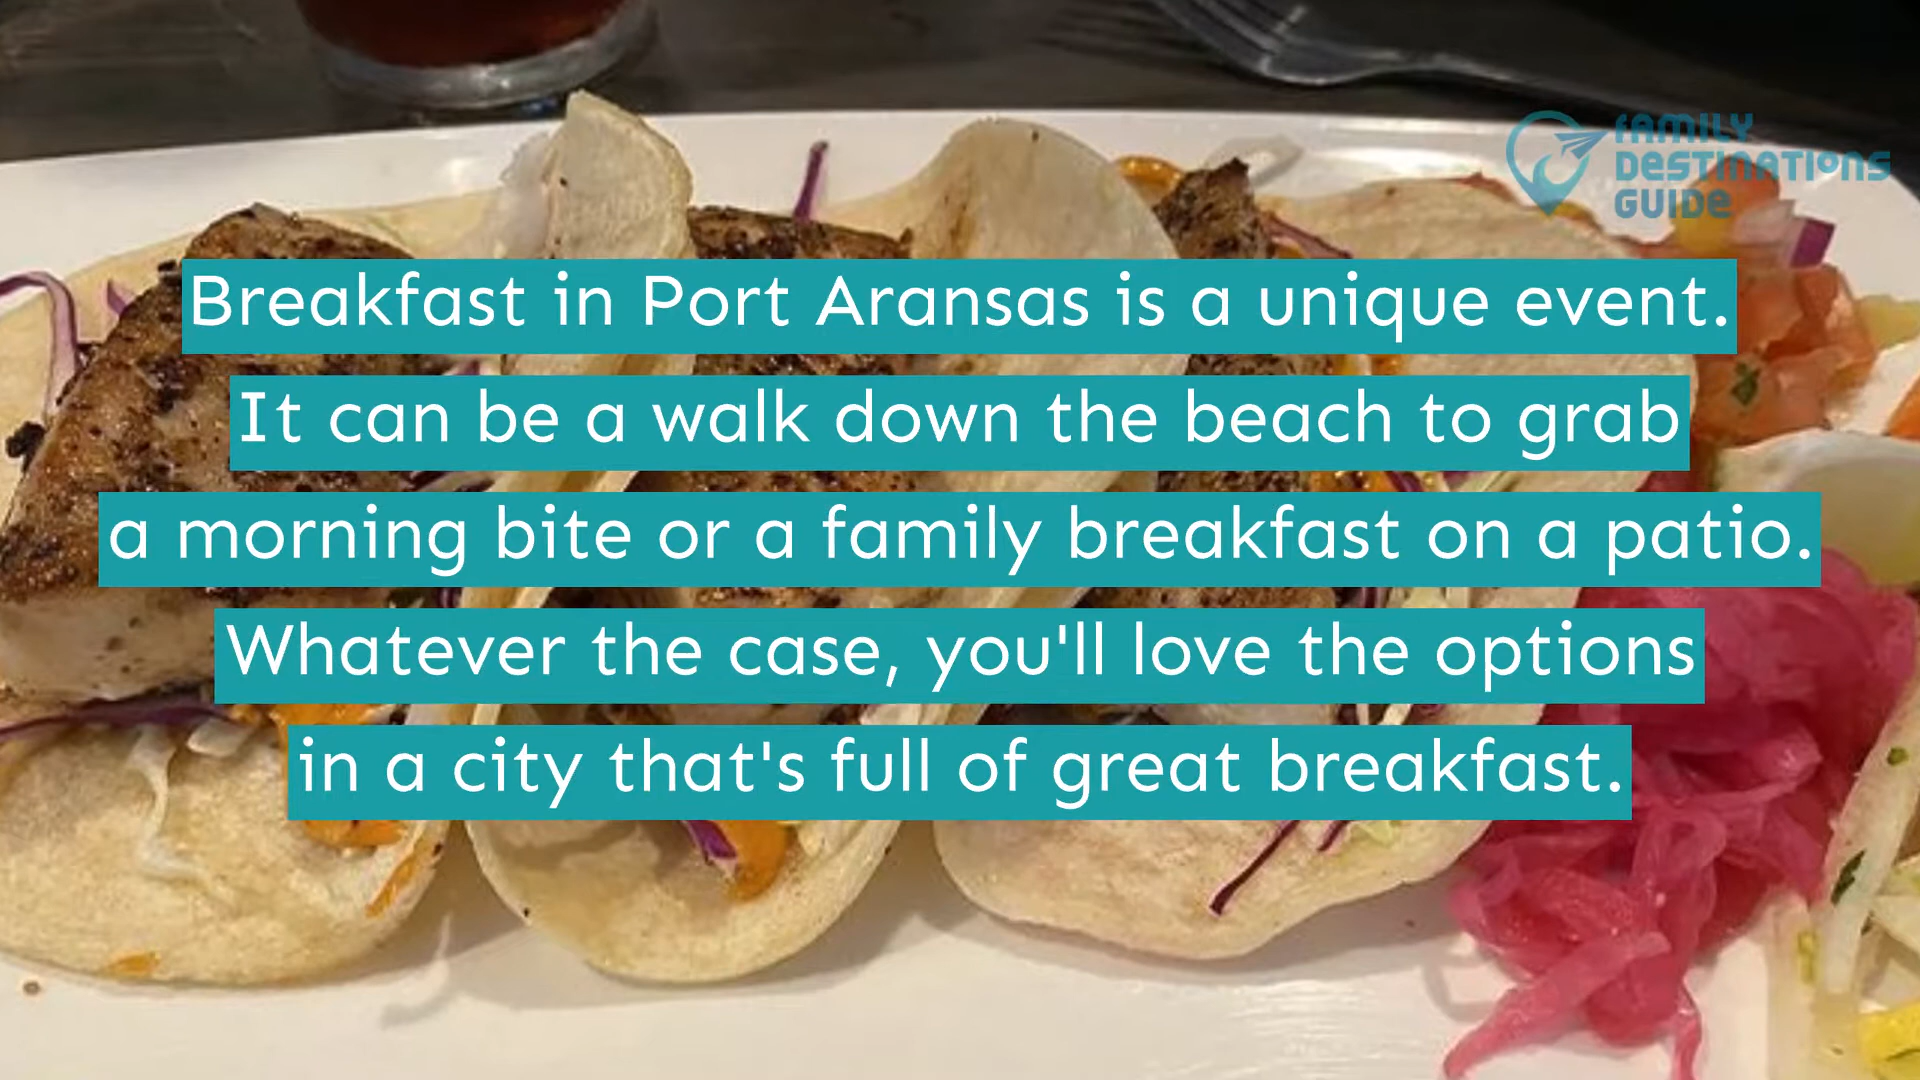 FAMILY
DESTINATIONS
GUIDE
Breakfast in Port Aransas is a unique event.
It can be a walk down the beach to grab
a morning bite or a family breakfast on a patio.
Whatever the case, you'll love the options
in a city that's full of great breakfast.